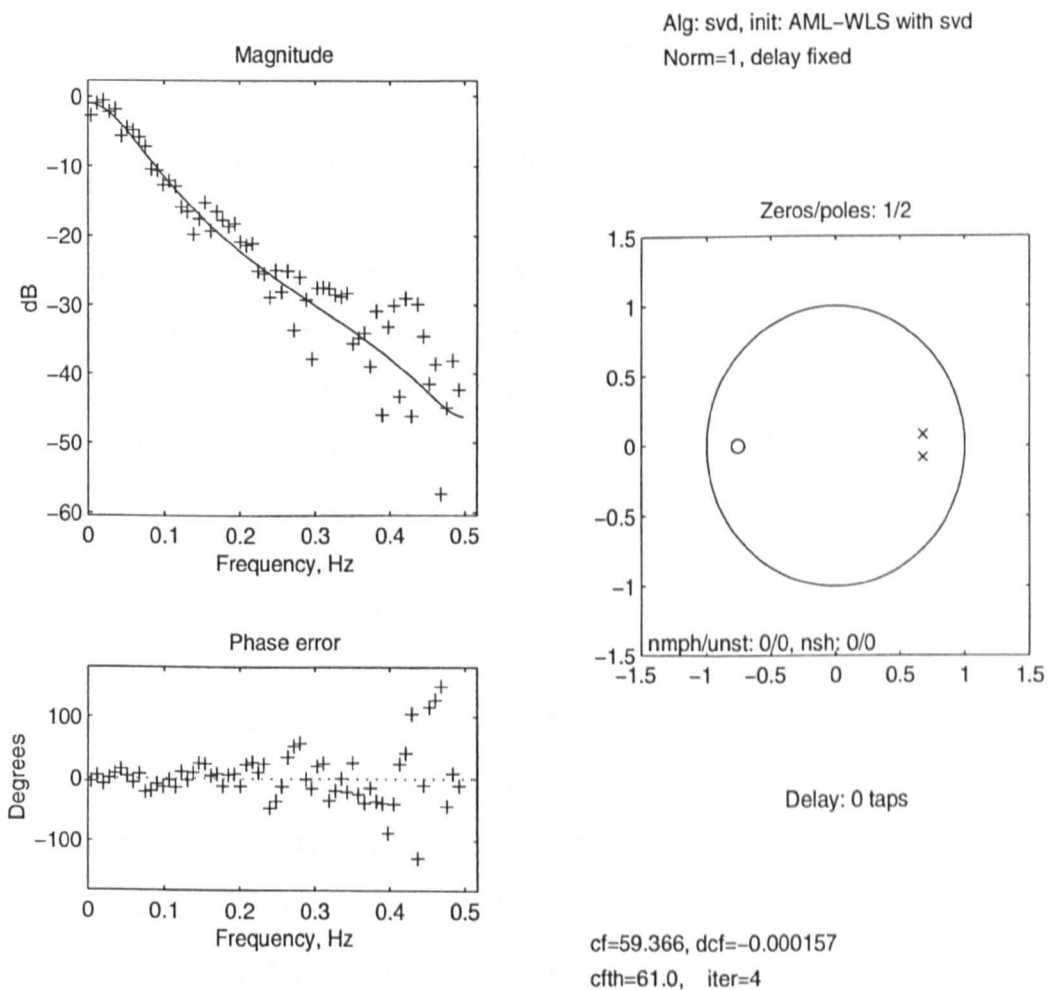 Alg: svd, init: AML-WLS with svd
Norm=1, delay fixed
Magnitude
0
-10
-20
-30
-40
-50
-60
dB
0 0.1 0.2 0.3 0.4 0.5
Frequency, Hz
Zeros/poles: 1/2
1.5
1
0.5
0
-0.5
-1
-1.5
nmph/unst: 0/0, nsh: 0/0
-1.5 -1 -0.5 0 0.5 1 1.5
Phase error
100
0
-100
Degrees
0 0.1 0.2 0.3 0.4 0.5
Frequency, Hz
Delay: 0 taps
cf=59.366, dcf=-0.000157
cfth=61.0, iter=4